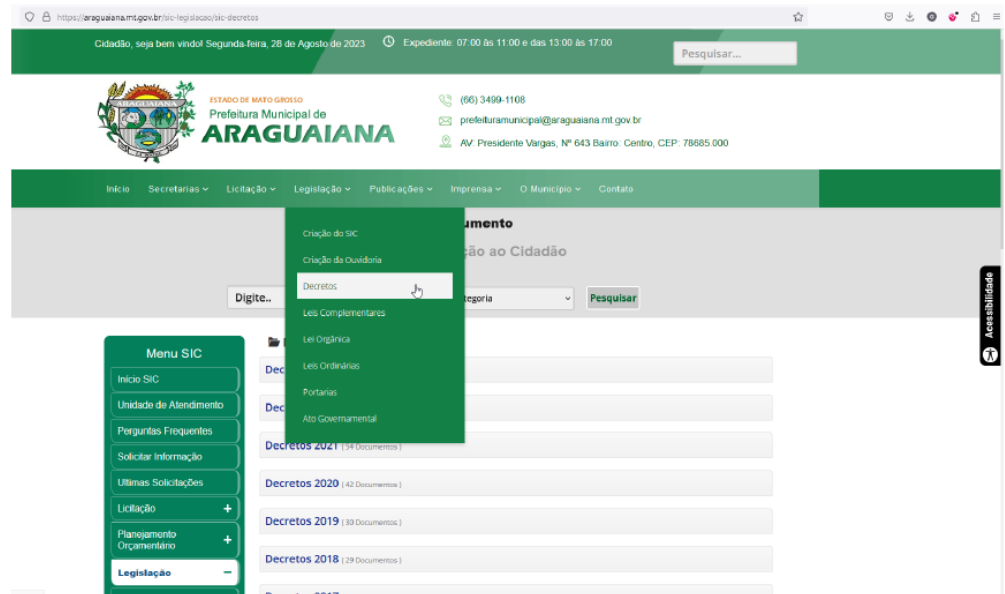 https://araguaiana.mt.gov.br/sic-legislacao/sic-decretos
Cidadão, seja bem vindo! Segunda-feira, 28 de Agosto de 2023
Expediente: 07:00 às 11:00 e das 13:00 às 17:00
Pesquisar...
ARAGUAIANA
ESTADO DE MATO GROSSO
Prefeitura Municipal de
ARAGUAIANA
(66) 3499-1108
prefeituramunicipal@araguaiana.mt.gov.br
AV: Presidente Vargas, Nº 643 Bairro: Centro, CEP: 78685.000
Início Secretarias Licitação Legislação Publicações Imprensa O Município Contato
Criação do SIC
Criação da Ouvidoria
Decretos
Leis Complementares
Lei Orgânica
Leis Ordinárias
Portarias
Ato Governamental
umento
ção ao Cidadão
Digite..
tegoria
Pesquisar
Acessibilidade
Menu SIC
Início SIC
Unidade de Atendimento
Perguntas Frequentes
Solicitar Informação
Ultimas Solicitações
Licitação +
Planejamento
Orçamentário +
Legislação −
Dec
Dec
Decretos 2021 ( 54 Documentos )
Decretos 2020 ( 42 Documentos )
Decretos 2019 ( 30 Documentos )
Decretos 2018 ( 29 Documentos )